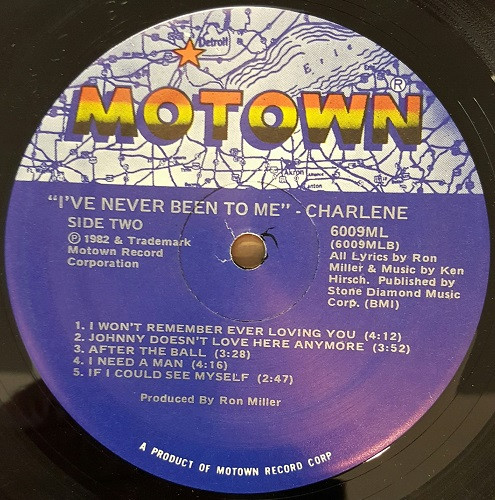 Detroit
Erie
MOTOWN®
Akron
Canton
"I'VE NEVER BEEN TO ME" - CHARLENE
SIDE TWO
℗ 1982 & Trademark
Motown Record
Corporation
6009ML
(6009MLB)
All Lyrics by Ron
Miller & Music by Ken
Hirsch. Published by
Stone Diamond Music
Corp. (BMI)
1. I WON'T REMEMBER EVER LOVING YOU (4:12)
2. JOHNNY DOESN'T LOVE HERE ANYMORE (3:52)
3. AFTER THE BALL (3:28)
4. I NEED A MAN (4:16)
5. IF I COULD SEE MYSELF (2:47)
Produced By Ron Miller
A PRODUCT OF MOTOWN RECORD CORP